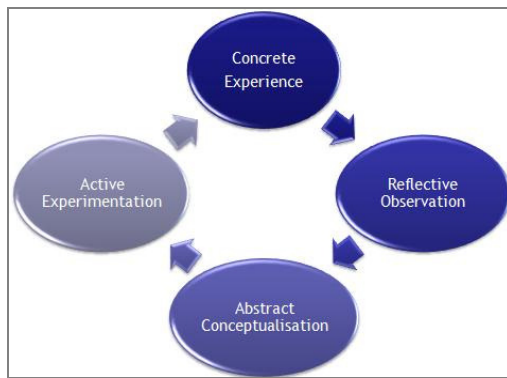 Concrete
Experience
Reflective
Observation
Abstract
Conceptualisation
Active
Experimentation